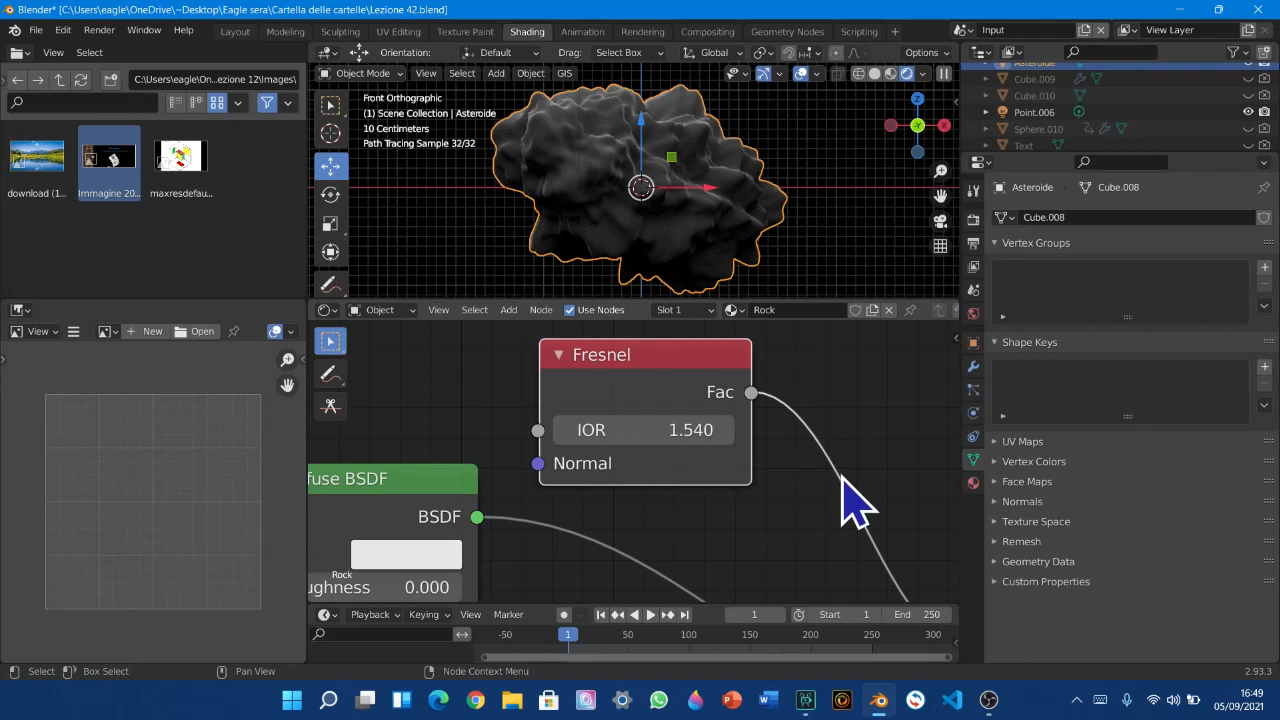 Blender* [C:\Users\eagle\OneDrive\~Desktop\Eagle sera\Cartella delle cartelle\Lezione 42.blend]
File Edit Render Window Help Layout Modeling Sculpting UV Editing Texture Paint Shading Animation Rendering Compositing Geometry Nodes Scripting + Input View Layer
View Select Orientation: Default Drag: Select Box Global Options
C:\Users\eagle\On...ezione 12\Images\
Object Mode View Select Add Object GIS
Front Orthographic
(1) Scene Collection | Asteroide
10 Centimeters
Path Tracing Sample 32/32
Z
X
-Y
download (1...
Immagine 20...
maxresdefau...
Asteroide
Cube.009
Cube.010
Point.006
Sphere.010
Text
Asteroide Cube.008
Cube.008
Vertex Groups
Shape Keys
UV Maps
Vertex Colors
Face Maps
Normals
Texture Space
Remesh
Geometry Data
Custom Properties
View New Open
Object View Select Add Node Use Nodes Slot 1 Rock
Fresnel
Fac
IOR 1.540
Normal
fuse BSDF
BSDF
Rock
ughness 0.000
Playback Keying View Marker 1 Start 1 End 250
-50 1 50 100 150 200 250 300
Select Box Select Pan View Node Context Menu 2.93.3
16:49
05/09/2021